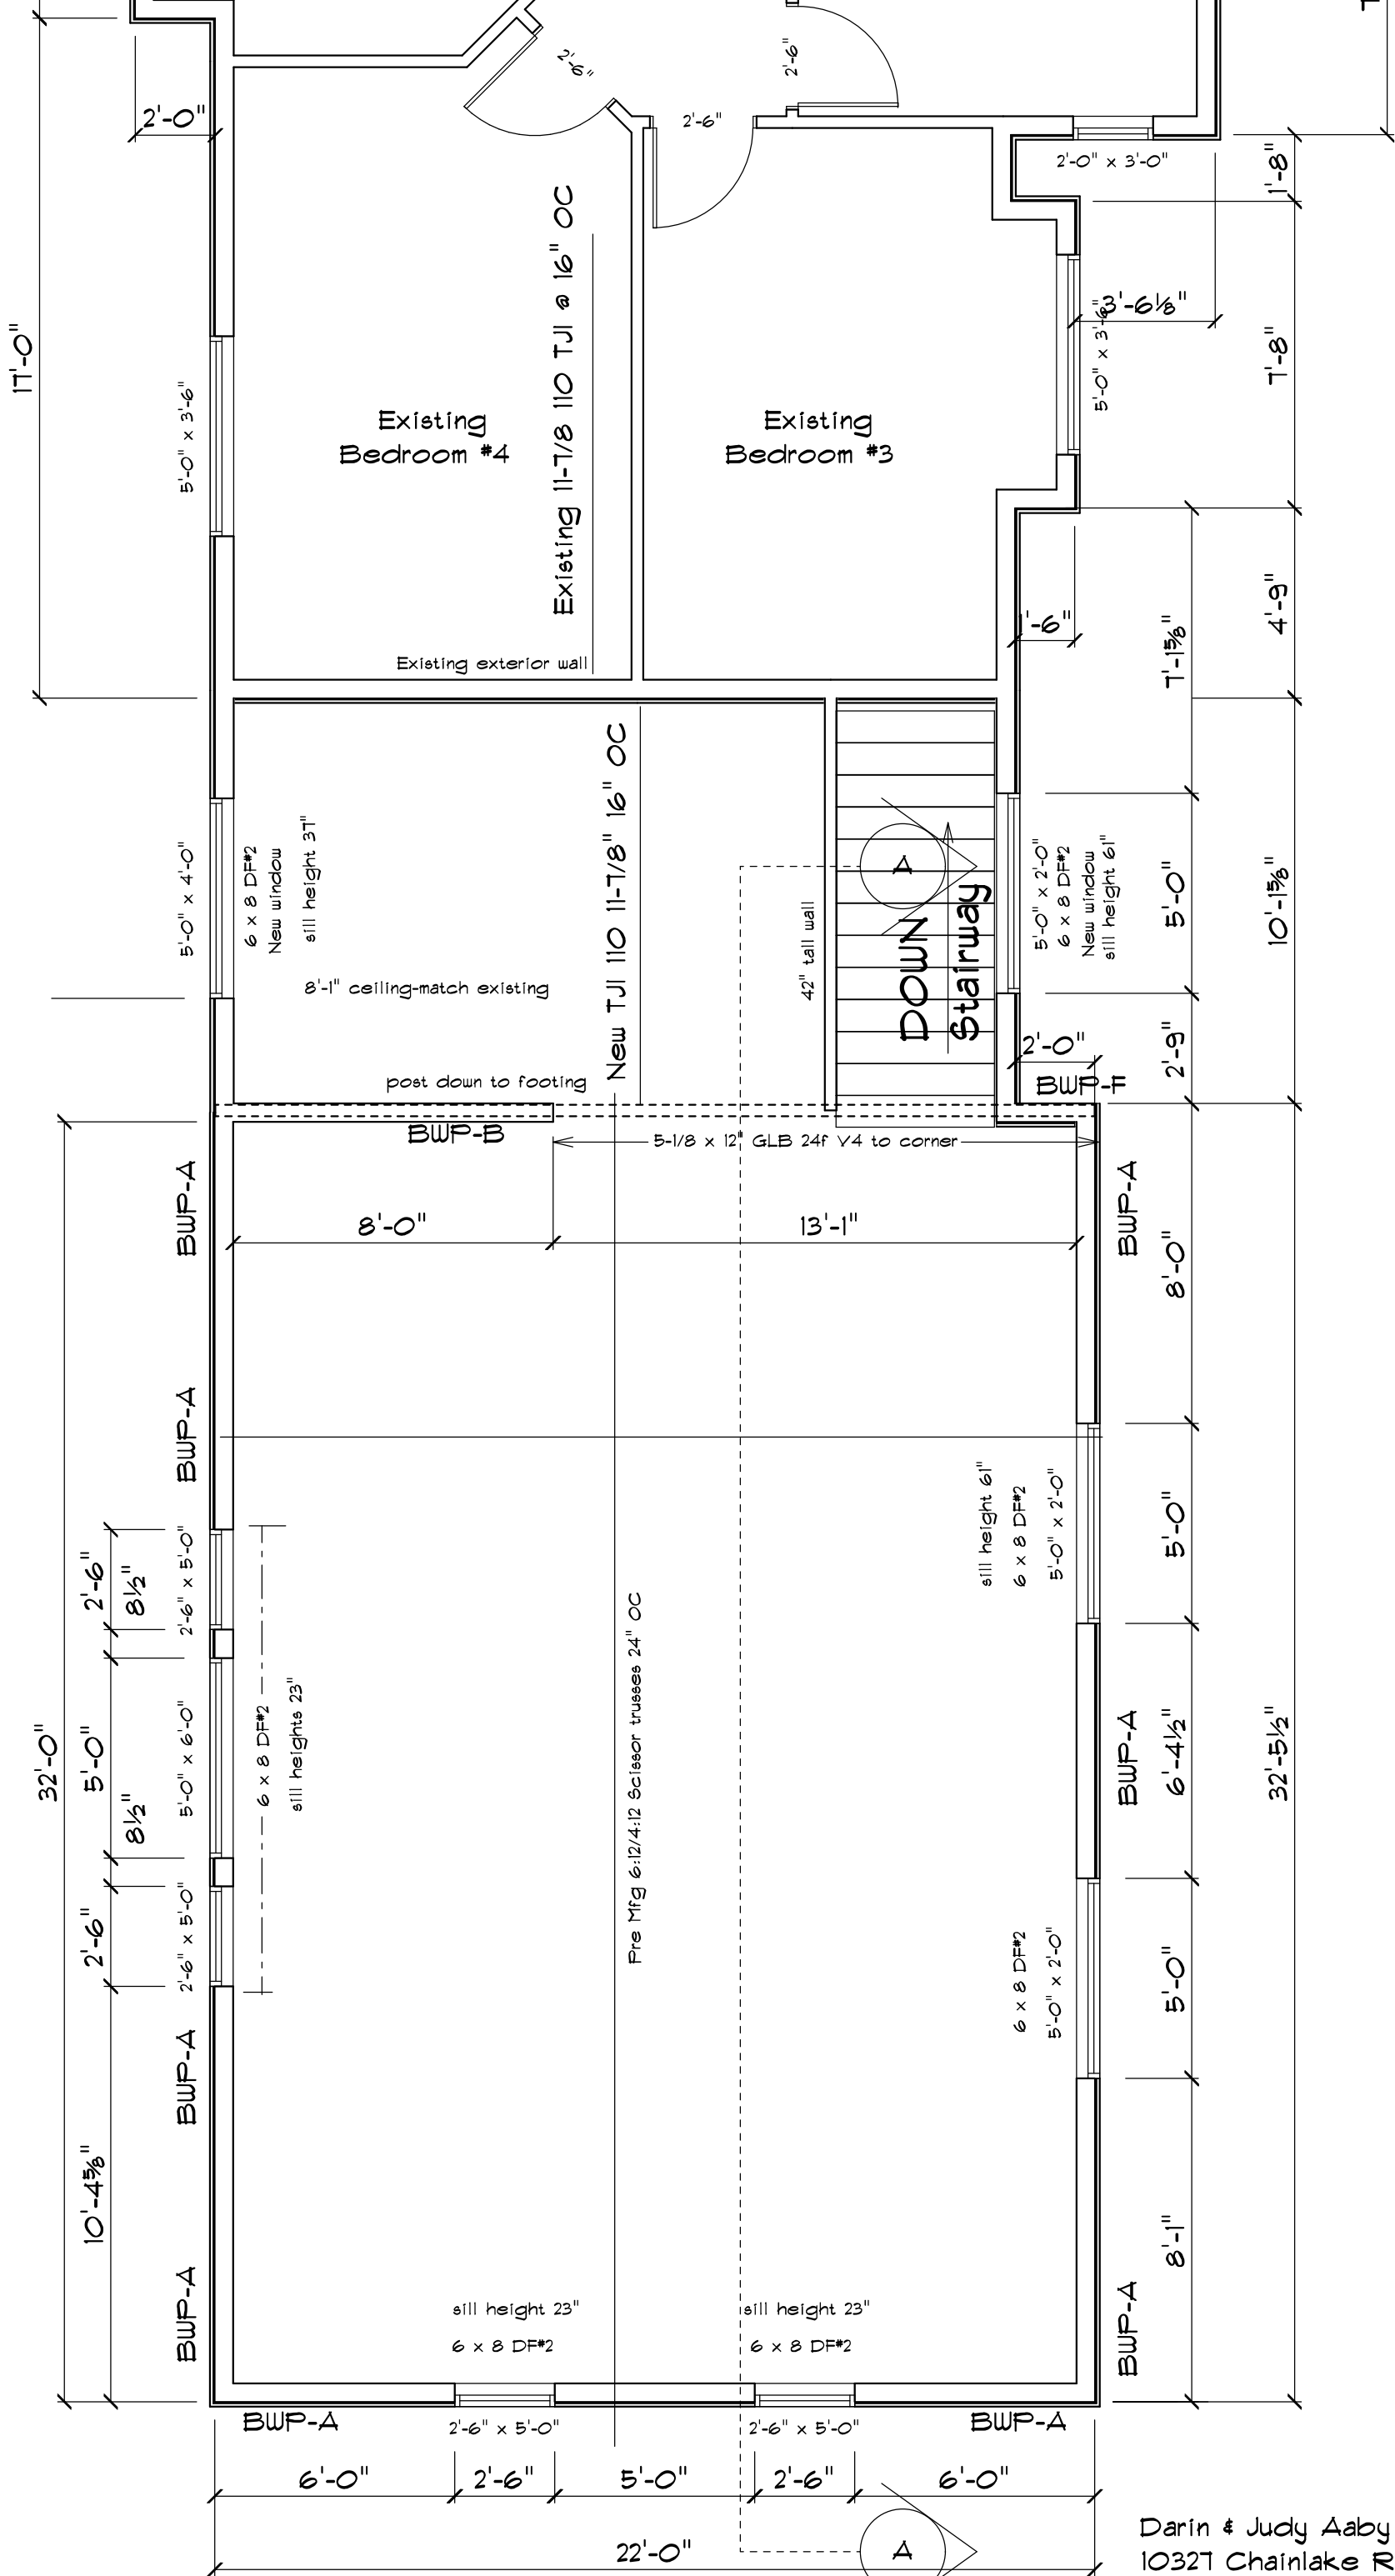 2'-6"
2'-6"
2'-6"
2'-0"
2'-0" x 3'-0"
1'-8"
17'-0"
Existing 11-7/8 110 TJI @ 16" OC
3'-6⅛"
5'-0" x 3'-6"
7'-8"
5'-0" x 3'-6"
Existing
Bedroom #4
Existing
Bedroom #3
4'-9"
1'-6"
7'-1⅝"
Existing exterior wall
New TJI 110 11-7/8" 16" OC
5'-0" x 4'-0"
6 x 8 DF#2
New window
sill height 37"
8'-1" ceiling-match existing
42" tall wall
A
DOWN
Stairway
5'-0" x 2'-0"
6 x 8 DF#2
New window
sill height 61"
5'-0"
10'-1⅝"
2'-9"
2'-0"
post down to footing
BWP-F
BWP-B
5-1/8 x 12" GLB 24f V4 to corner
BWP-A
BWP-A
8'-0"
13'-1"
8'-0"
BWP-A
sill height 61"
6 x 8 DF#2
5'-0" x 2'-0"
5'-0"
2'-6"
8½"
2'-6" x 5'-0"
32'-0"
5'-0"
8½"
5'-0" x 6'-0"
6 x 8 DF#2
sill heights 23"
Pre Mfg 6:12/4:12 Scissor trusses 24" OC
BWP-A
6'-4½"
32'-5½"
2'-6"
2'-6" x 5'-0"
6 x 8 DF#2
5'-0" x 2'-0"
5'-0"
BWP-A
10'-4⅝"
8'-1"
BWP-A
BWP-A
sill height 23"
6 x 8 DF#2
sill height 23"
6 x 8 DF#2
BWP-A
2'-6" x 5'-0"
2'-6" x 5'-0"
BWP-A
6'-0"
2'-6"
5'-0"
2'-6"
6'-0"
22'-0"
A
Darin & Judy Aaby
10327 Chainlake R